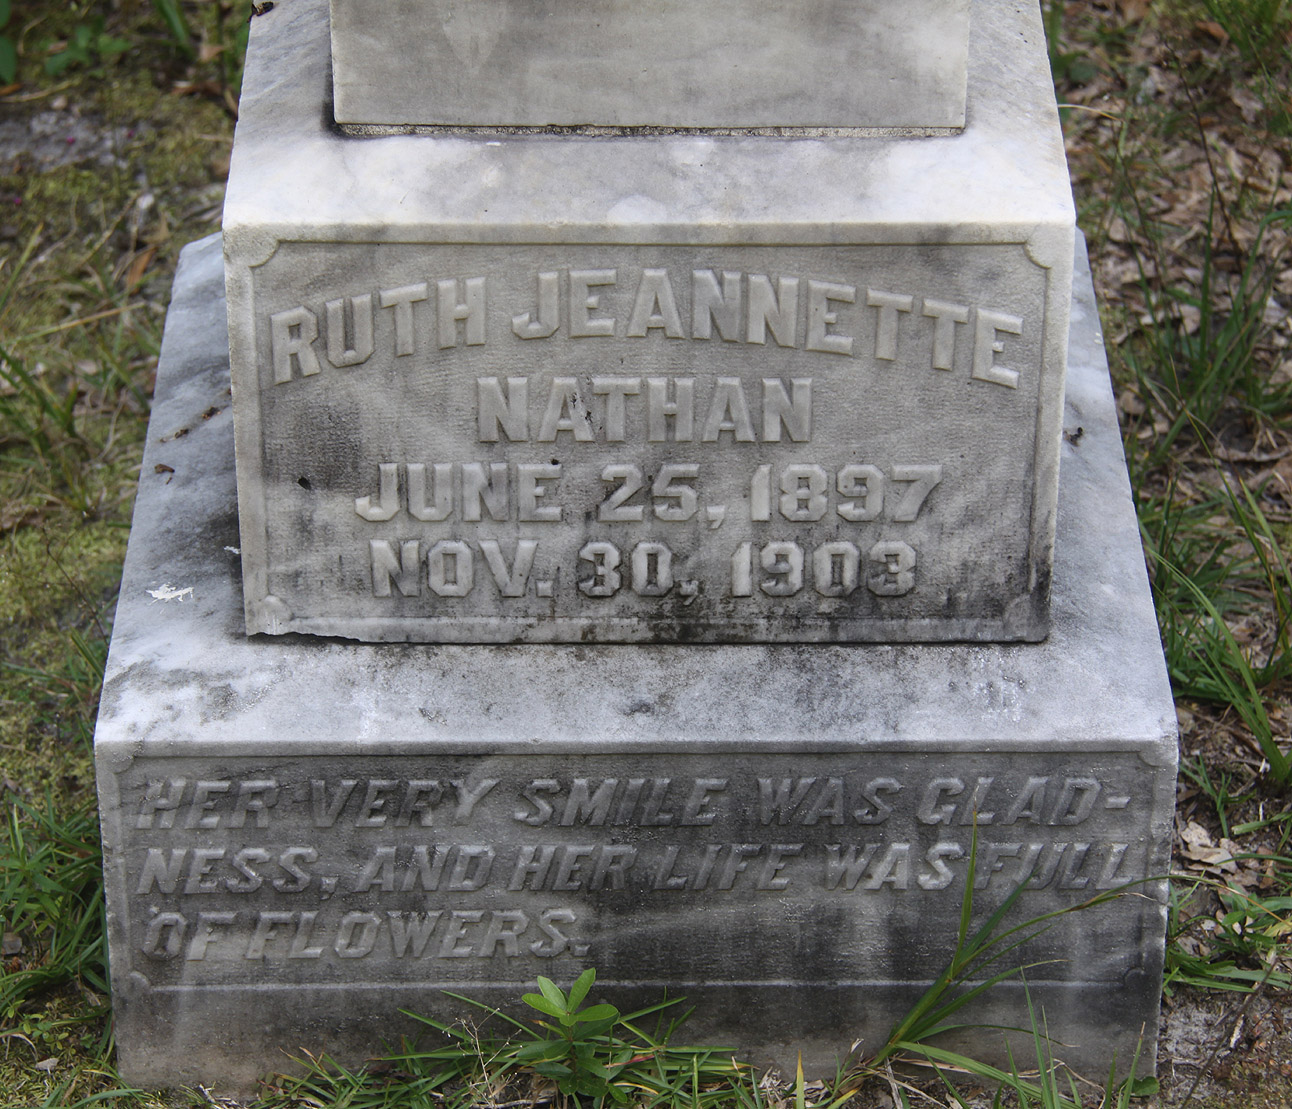 RUTH JEANNETTE
NATHAN
JUNE 25, 1897
NOV. 30, 1903
HER VERY SMILE WAS GLAD-
NESS, AND HER LIFE WAS FULL
OF FLOWERS.